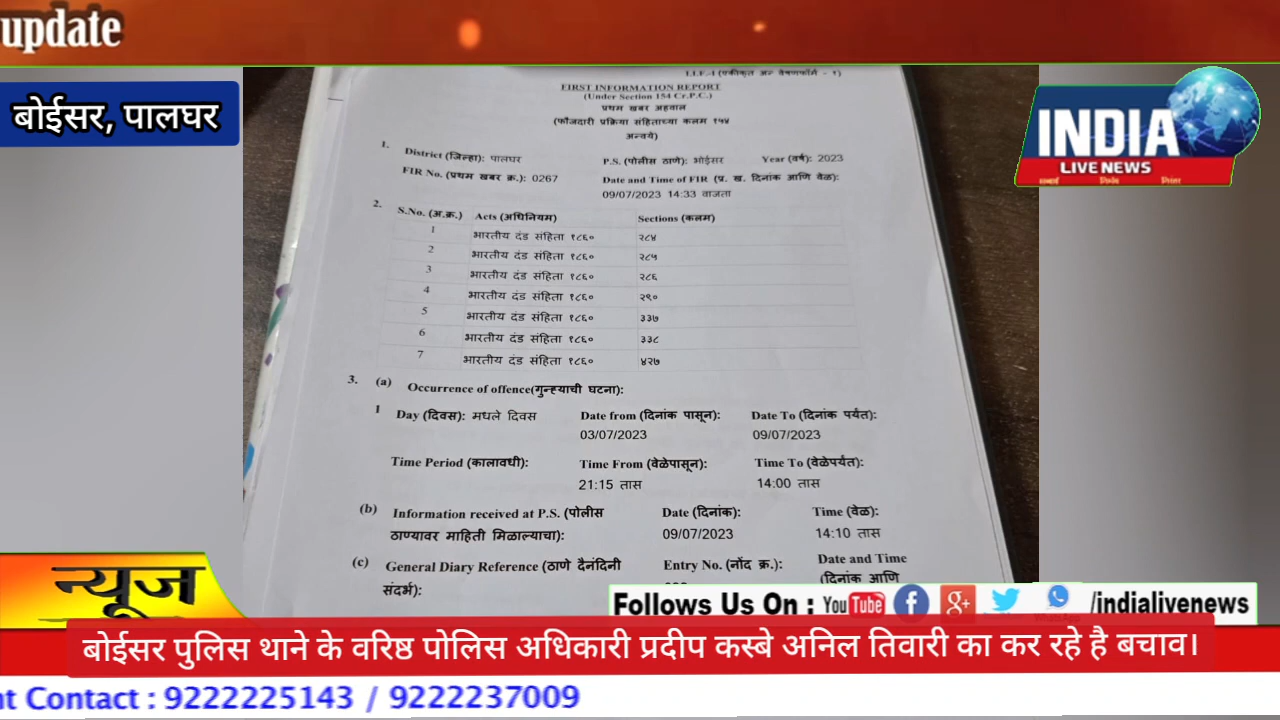 update
बोईसर, पालघर
INDIA
LIVE NEWS
I.I.F.-I (एकीकृत अन्वेषणफॉर्म - १)
FIRST INFORMATION REPORT
(Under Section 154 Cr.P.C.)
प्रथम खबर अहवाल
(फौजदारी प्रक्रिया संहिताच्या कलम १५४
अन्वये)
1. District (जिल्हा): पालघर P.S. (पोलीस ठाणे): भोईसर Year (वर्ष): 2023
FIR No. (प्रथम खबर क्र.): 0267 Date and Time of FIR (प्र. ख. दिनांक आणि वेळ):
09/07/2023 14:33 वाजता
2. S.No. (अ.क्र.) Acts (अधिनियम) Sections (कलम)
1 भारतीय दंड संहिता १८६० २८४
2 भारतीय दंड संहिता १८६० २८५
3 भारतीय दंड संहिता १८६० २८६
4 भारतीय दंड संहिता १८६० २९०
5 भारतीय दंड संहिता १८६० ३३७
6 भारतीय दंड संहिता १८६० ३३८
7 भारतीय दंड संहिता १८६० ४२७
3. (a) Occurrence of offence(गुन्ह्याची घटना):
1 Day (दिवस): मधले दिवस Date from (दिनांक पासून): Date To (दिनांक पर्यंत):
03/07/2023 09/07/2023
Time Period (कालावधी): Time From (वेळेपासून): Time To (वेळेपर्यंत):
21:15 तास 14:00 तास
(b) Information received at P.S. (पोलीस Date (दिनांक): Time (वेळ):
ठाण्यावर माहिती मिळाल्याचा): 09/07/2023 14:10 तास
(c) General Diary Reference (ठाणे दैनंदिनी Entry No. (नोंद क्र.): Date and Time
संदर्भ): (दिनांक आणि
न्यूज
Follows Us On : YouTube f g+ WhatsApp /indialivenews
बोईसर पुलिस थाने के वरिष्ठ पोलिस अधिकारी प्रदीप कस्बे अनिल तिवारी का कर रहे है बचाव।
nt Contact : 9222225143 / 9222237009